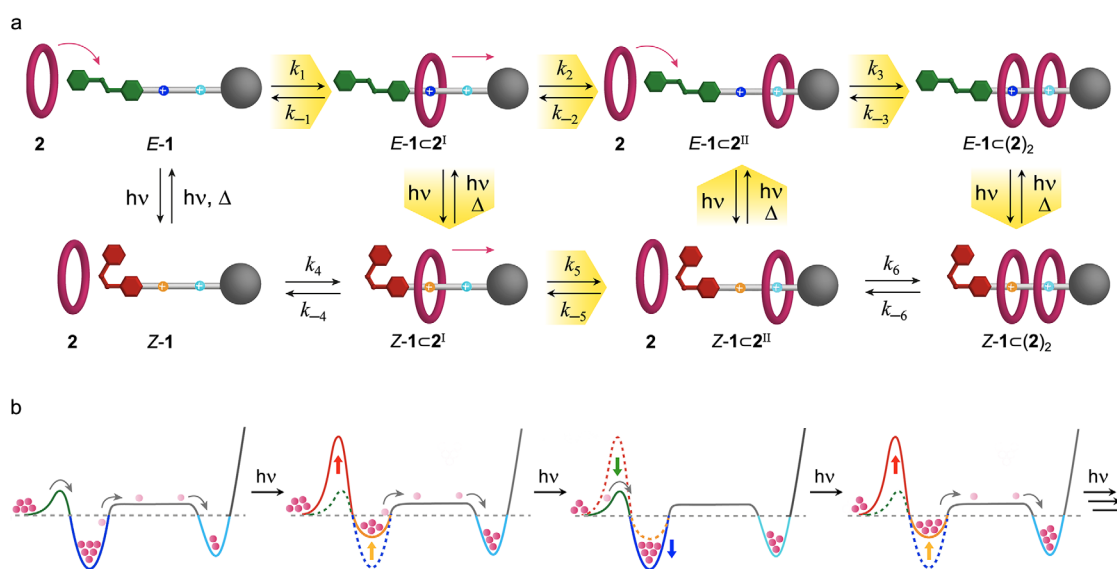 a
k₁ k₂ k₃
k₋₁ k₋₂ k₋₃
2 E-1 E-1⊂2ᴵ 2 E-1⊂2ᴵᴵ E-1⊂(2)₂
hν hν, Δ hν hν Δ hν hν Δ hν hν Δ
k₄ k₅ k₆
k₋₄ k₋₅ k₋₆
2 Z-1 Z-1⊂2ᴵ 2 Z-1⊂2ᴵᴵ Z-1⊂(2)₂
b
hν hν hν hν